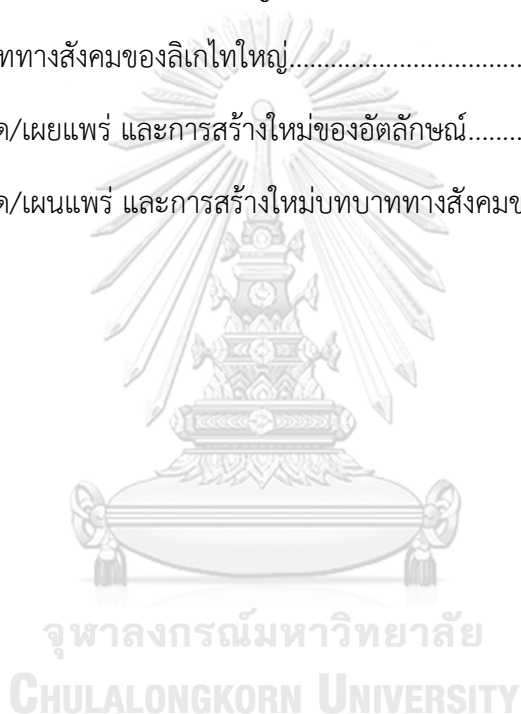 ททางสังคมของลิเกไทใหญ่..................................
ด/เผยแพร่ และการสร้างใหม่ของอัตลักษณ์.........
ด/เผนแพร่ และการสร้างใหม่บทบาททางสังคมข
จุฬาลงกรณ์มหาวิทยาลัย
CHULALONGKORN UNIVERSITY